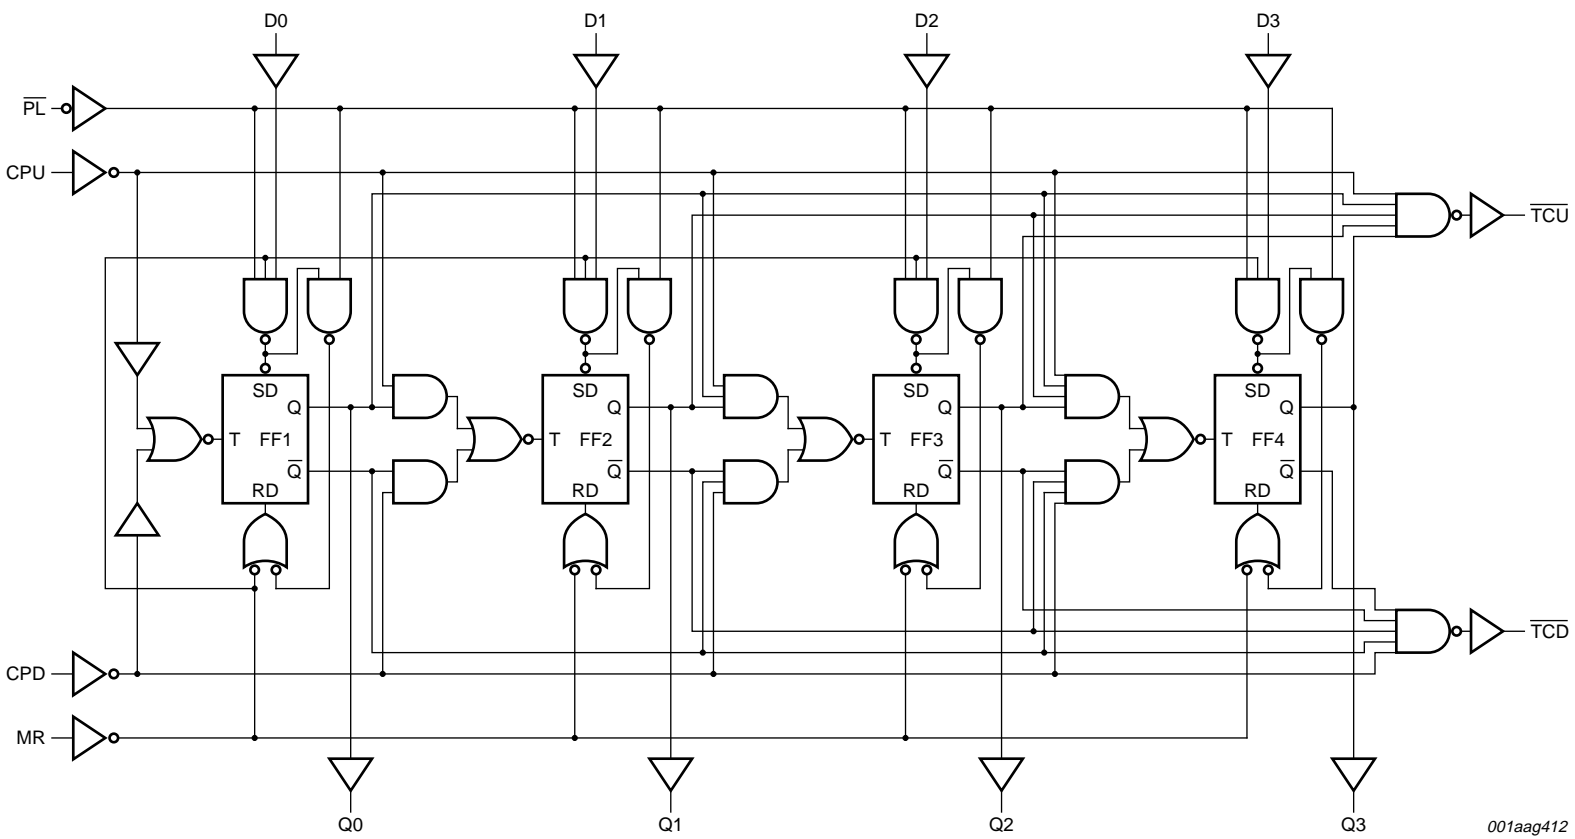 D0 D1 D2 D3
PL
CPU
TCU
SD SD SD SD
Q Q Q Q
T FF1 T FF2 T FF3 T FF4
Q Q Q Q
RD RD RD RD
TCD
CPD
MR
Q0 Q1 Q2 Q3
001aag412